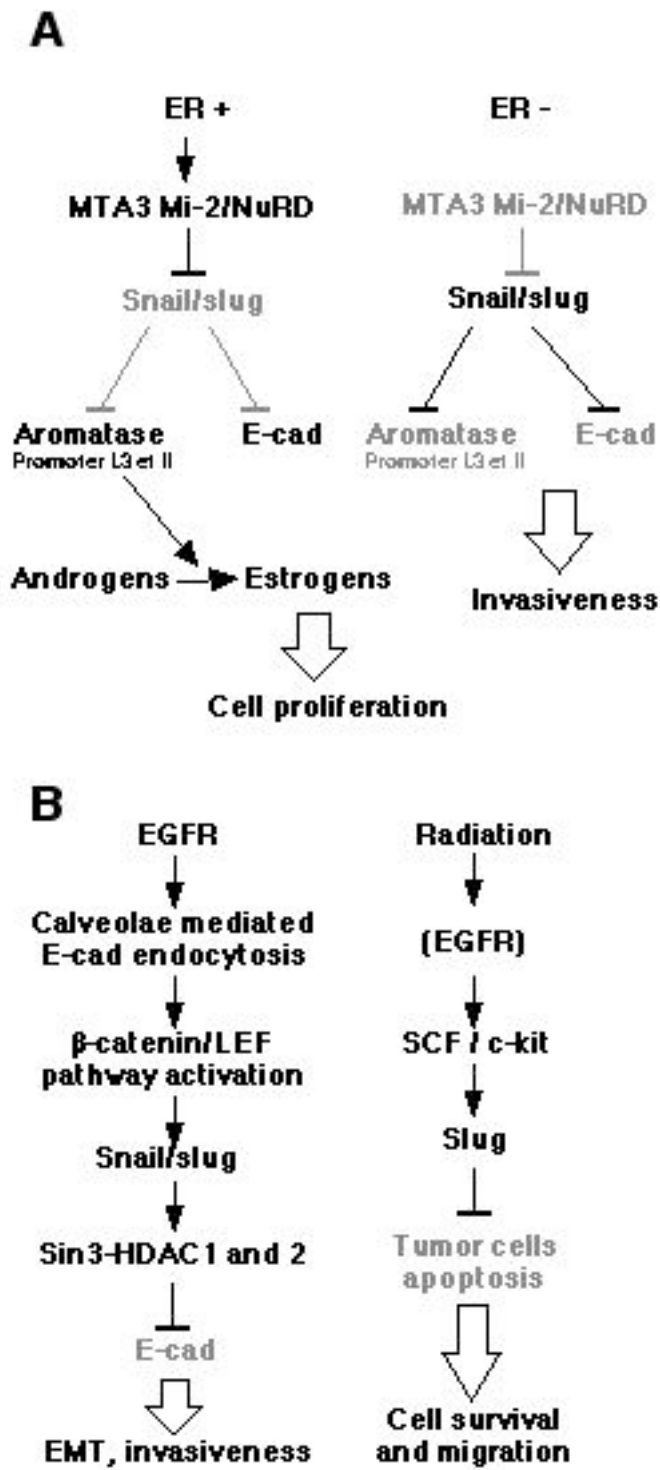 A
ER +
MTA3 Mi-2/NuRD
Snail/slug
Aromatase
Promoter I.3 et II
E-cad
Androgens
Estrogens
Cell proliferation
ER -
MTA3 Mi-2/NuRD
Snail/slug
Aromatase
Promoter I.3 et II
E-cad
Invasiveness
B
EGFR
Calveolae mediated
E-cad endocytosis
β-catenin/LEF
pathway activation
Snail/slug
Sin3-HDAC1 and 2
E-cad
EMT, invasiveness
Radiation
(EGFR)
SCF / c-kit
Slug
Tumor cells
apoptosis
Cell survival
and migration